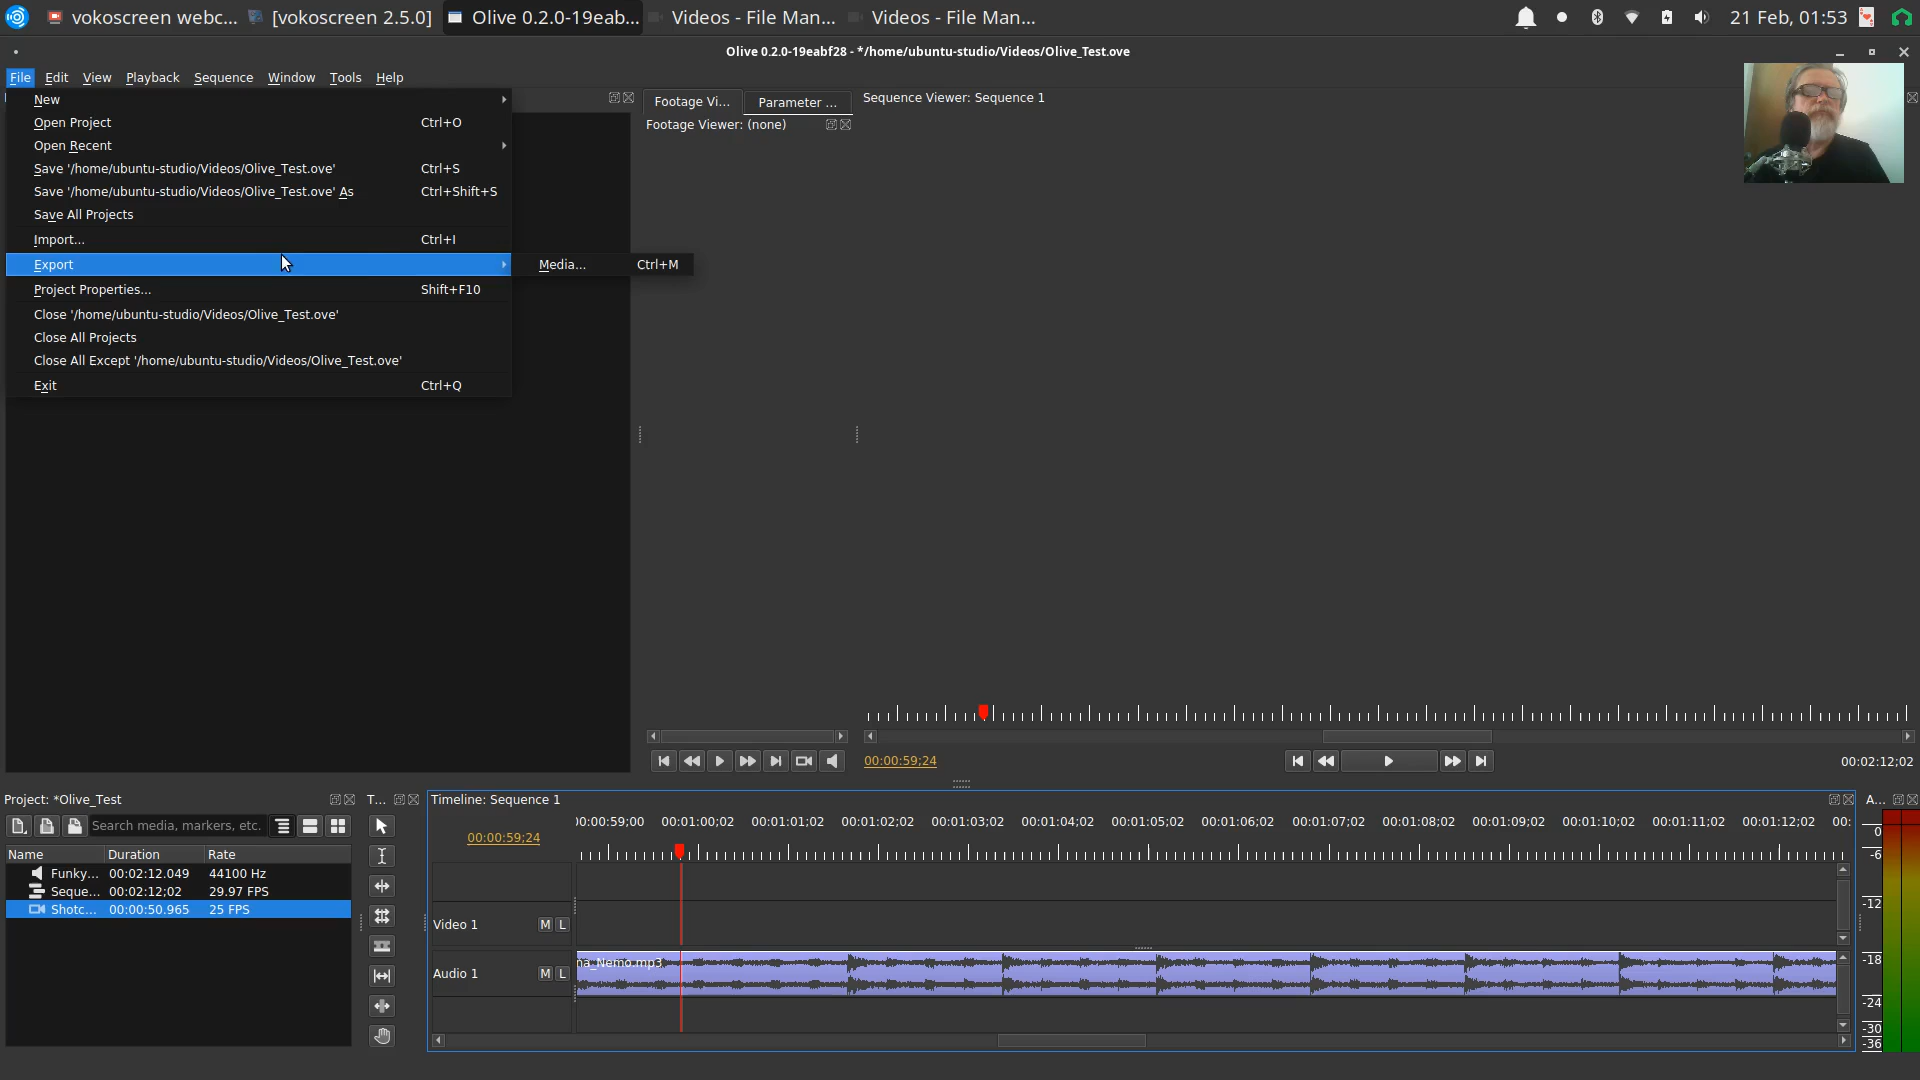 vokoscreen webc...
[vokoscreen 2.5.0]
Olive 0.2.0-19eab...
Videos - File Man...
Videos - File Man...
21 Feb, 01:53
Olive 0.2.0-19eabf28 - */home/ubuntu-studio/Videos/Olive_Test.ove
File Edit View Playback Sequence Window Tools Help
New
Open Project Ctrl+O
Open Recent
Save '/home/ubuntu-studio/Videos/Olive_Test.ove' Ctrl+S
Save '/home/ubuntu-studio/Videos/Olive_Test.ove' As Ctrl+Shift+S
Save All Projects
Import... Ctrl+I
Export
Media... Ctrl+M
Project Properties... Shift+F10
Close '/home/ubuntu-studio/Videos/Olive_Test.ove'
Close All Projects
Close All Except '/home/ubuntu-studio/Videos/Olive_Test.ove'
Exit Ctrl+Q
Footage Vi... Parameter ...
Footage Viewer: (none)
Sequence Viewer: Sequence 1
00:00:59;24
00:02:12;02
Project: *Olive_Test
Search media, markers, etc.
Name Duration Rate
Funky... 00:02:12.049 44100 Hz
Seque... 00:02:12;02 29.97 FPS
Shotc... 00:00:50.965 25 FPS
T...
Timeline: Sequence 1
00:00:59;24
00:00:59;00 00:01:00;02 00:01:01;02 00:01:02;02 00:01:03;02 00:01:04;02 00:01:05;02 00:01:06;02 00:01:07;02 00:01:08;02 00:01:09;02 00:01:10;02 00:01:11;02 00:01:12;02 00:
Video 1 M L
Audio 1 M L
na_Nemo.mp3
A...
0
-6
-12
-18
-24
-30
-36